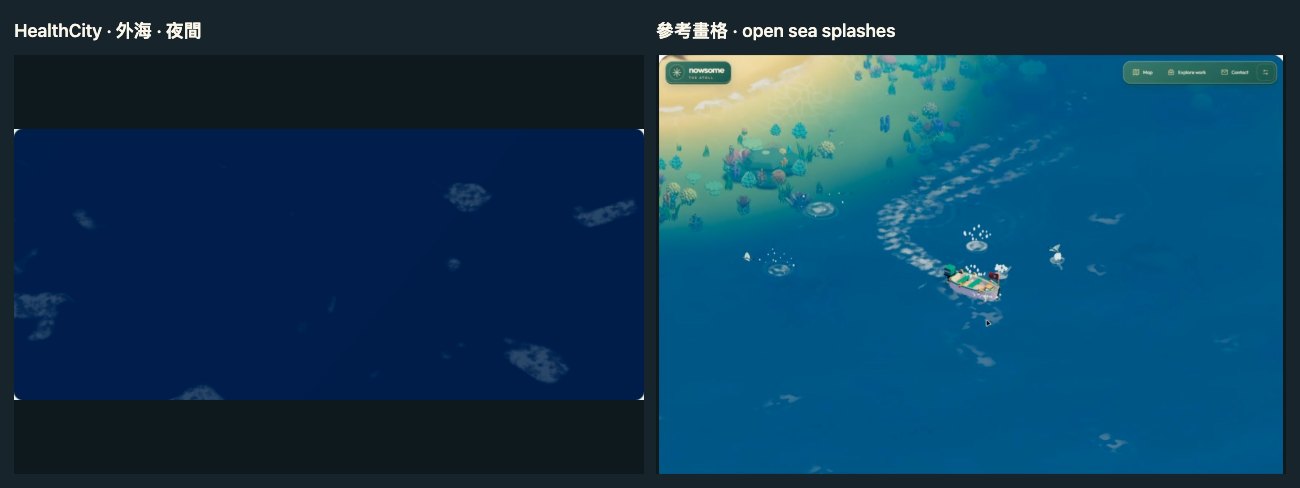 HealthCity · 外海 · 夜間
參考畫格 · open sea splashes
nowsome
THE ATOLL
Map
Explore work
Contact